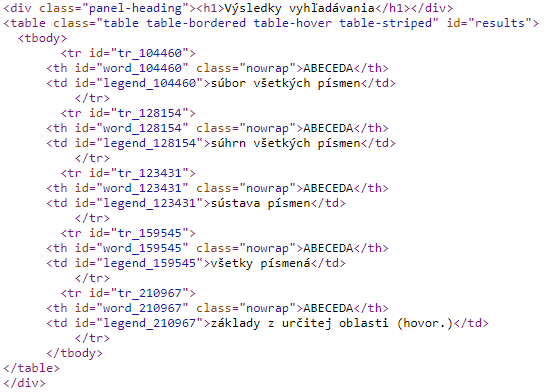 <div class="panel-heading"><h1>Výsledky vyhľadávania</h1></div>
<table class="table table-bordered table-hover table-striped" id="results">
<tbody>
<tr id="tr_104460">
<th id="word_104460" class="nowrap">ABECEDA</th>
<td id="legend_104460">súbor všetkých písmen</td>
</tr>
<tr id="tr_128154">
<th id="word_128154" class="nowrap">ABECEDA</th>
<td id="legend_128154">súhrn všetkých písmen</td>
</tr>
<tr id="tr_123431">
<th id="word_123431" class="nowrap">ABECEDA</th>
<td id="legend_123431">sústava písmen</td>
</tr>
<tr id="tr_159545">
<th id="word_159545" class="nowrap">ABECEDA</th>
<td id="legend_159545">všetky písmená</td>
</tr>
<tr id="tr_210967">
<th id="word_210967" class="nowrap">ABECEDA</th>
<td id="legend_210967">základy z určitej oblasti (hovor.)</td>
</tr>
</tbody>
</table>
</div>